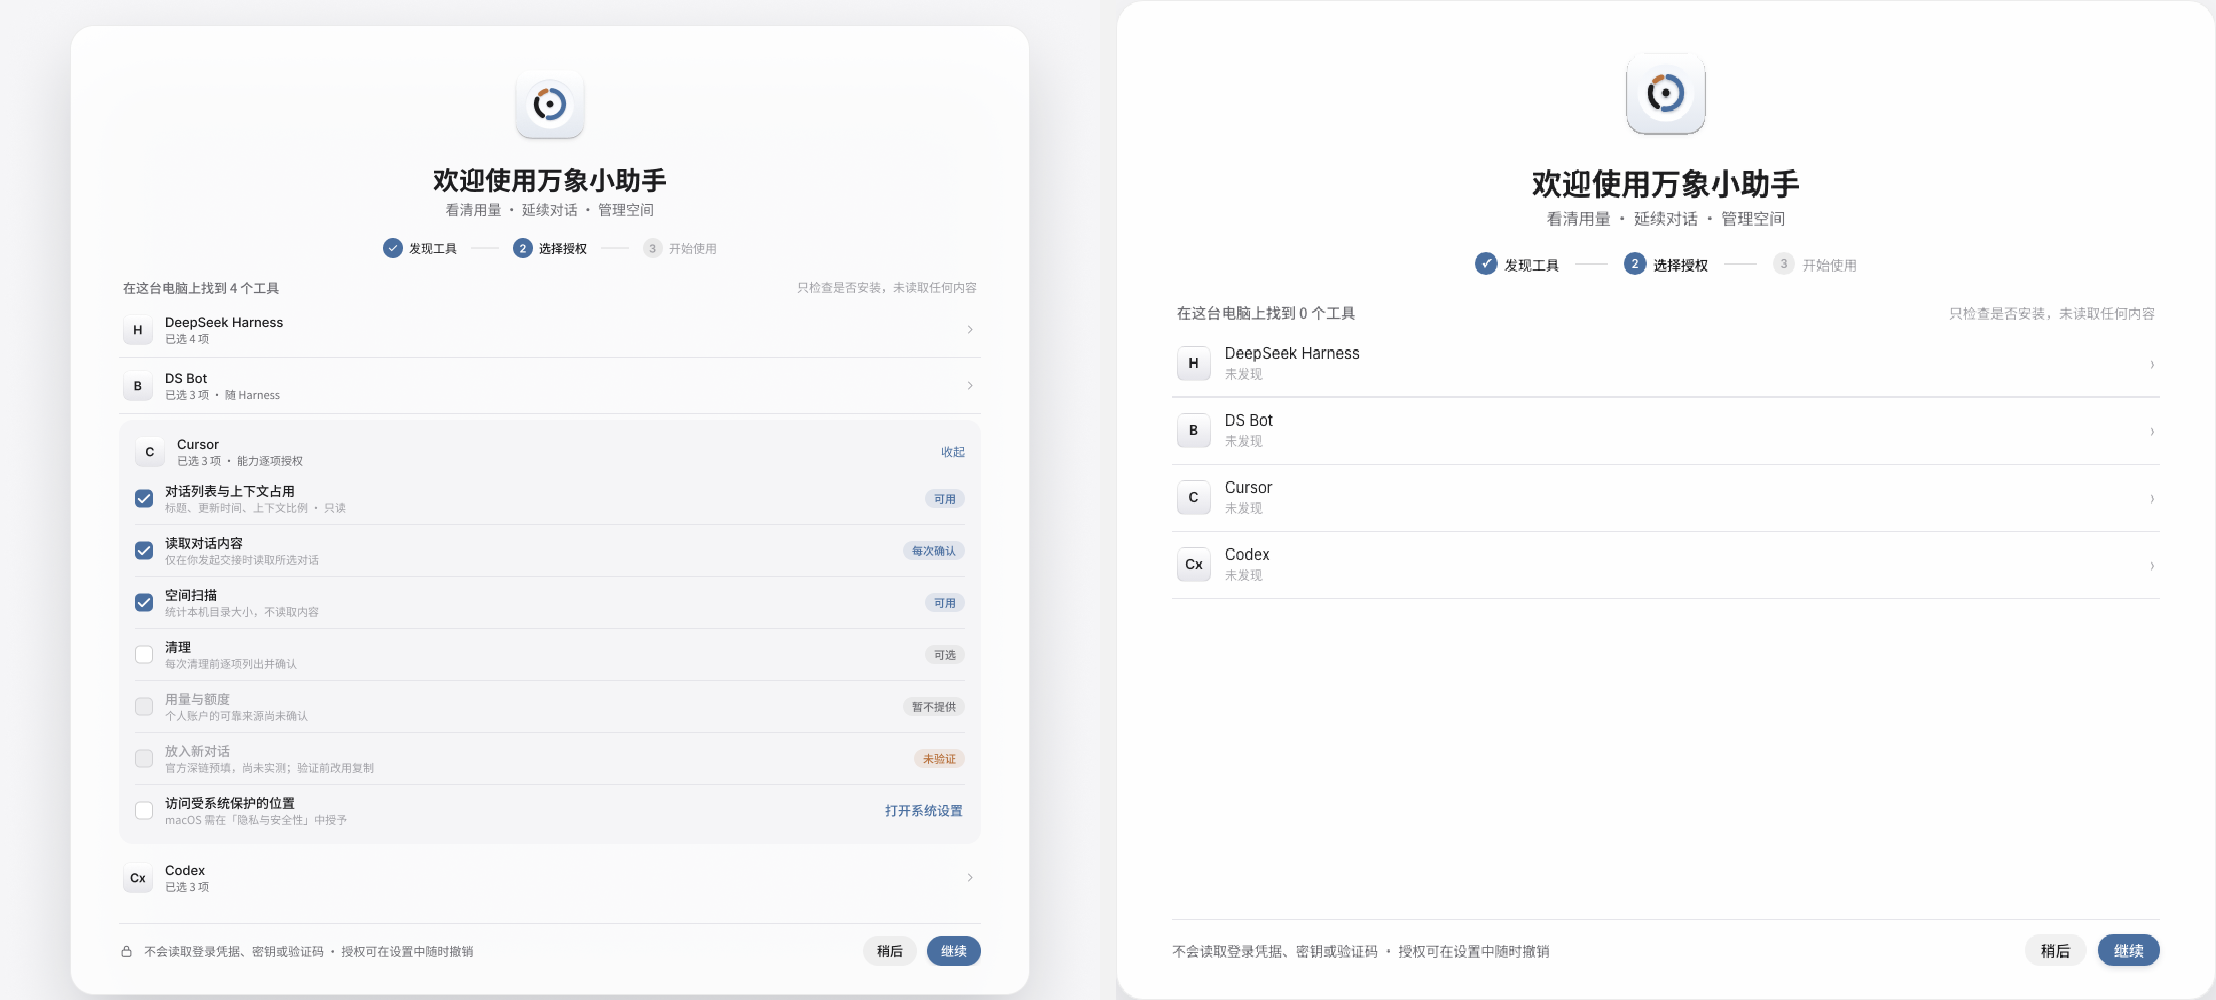 欢迎使用万象小助手
看清用量 · 延续对话 · 管理空间
发现工具
2 选择授权
3 开始使用
在这台电脑上找到 4 个工具
只检查是否安装，未读取任何内容
H
DeepSeek Harness
已选 4 项
B
DS Bot
已选 3 项 · 随 Harness
C
Cursor
已选 3 项 · 能力逐项授权
收起
对话列表与上下文占用
标题、更新时间、上下文比例 · 只读
可用
读取对话内容
仅在你发起交接时读取所选对话
每次确认
空间扫描
统计本机目录大小，不读取内容
可用
清理
每次清理前逐项列出并确认
可选
用量与额度
个人账户的可靠来源尚未确认
暂不提供
放入新对话
官方深链预填，尚未实测；验证前改用复制
未验证
访问受系统保护的位置
macOS 需在「隐私与安全性」中授予
打开系统设置
Cx
Codex
已选 3 项
不会读取登录凭据、密钥或验证码 · 授权可在设置中随时撤销
稍后
继续
欢迎使用万象小助手
看清用量 · 延续对话 · 管理空间
发现工具
2 选择授权
3 开始使用
在这台电脑上找到 0 个工具
只检查是否安装，未读取任何内容
H
DeepSeek Harness
未发现
B
DS Bot
未发现
C
Cursor
未发现
Cx
Codex
未发现
不会读取登录凭据、密钥或验证码 · 授权可在设置中随时撤销
稍后
继续